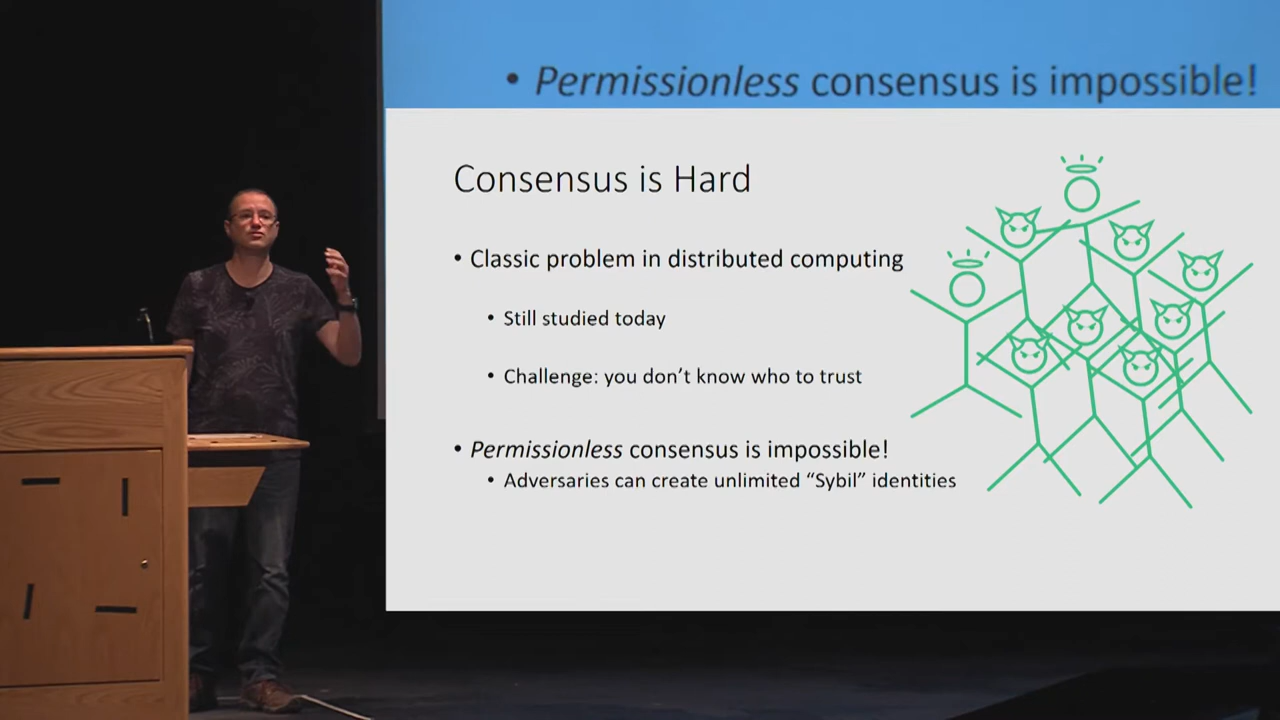 • Permissionless consensus is impossible!
Consensus is Hard
• Classic problem in distributed computing
• Still studied today
• Challenge: you don’t know who to trust
• Permissionless consensus is impossible!
• Adversaries can create unlimited “Sybil” identities